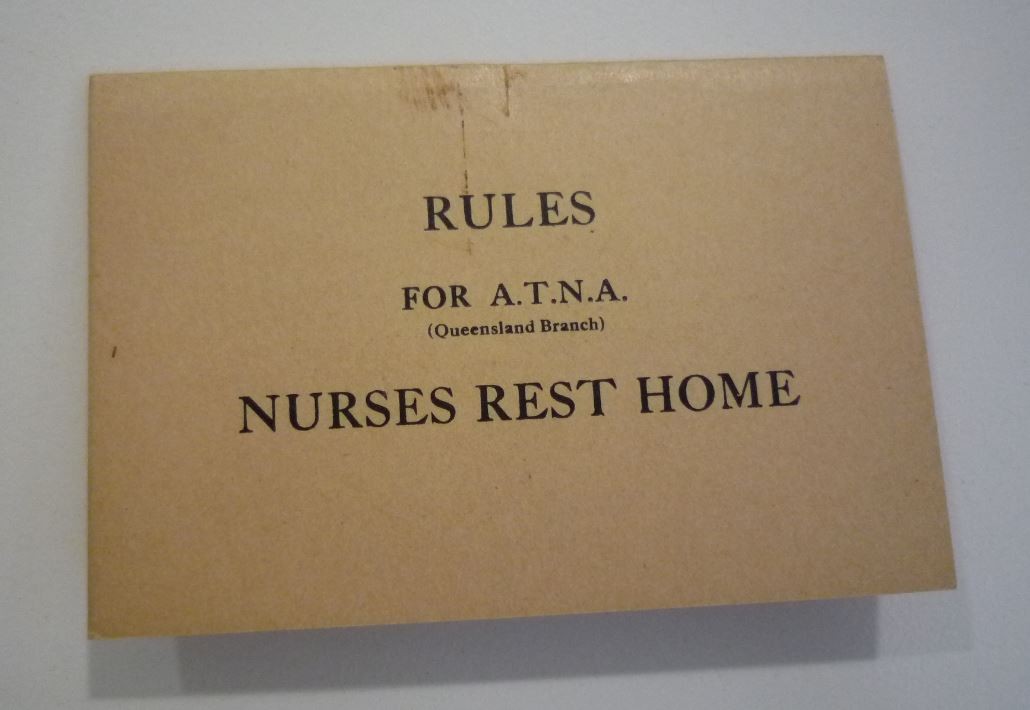 RULES
FOR A.T.N.A.
(Queensland Branch)
NURSES REST HOME